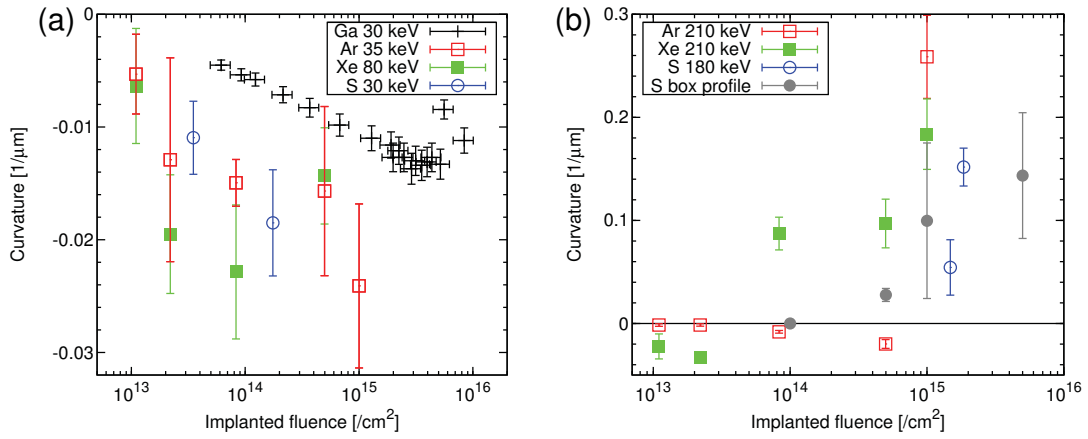 (a)
Ga 30 keV
Ar 35 keV
Xe 80 keV
S 30 keV
0
-0.01
-0.02
-0.03
Curvature [1/μm]
10^13
10^14
10^15
10^16
Implanted fluence [/cm^2]
(b)
Ar 210 keV
Xe 210 keV
S 180 keV
S box profile
0.3
0.2
0.1
0
Curvature [1/μm]
10^13
10^14
10^15
10^16
Implanted fluence [/cm^2]